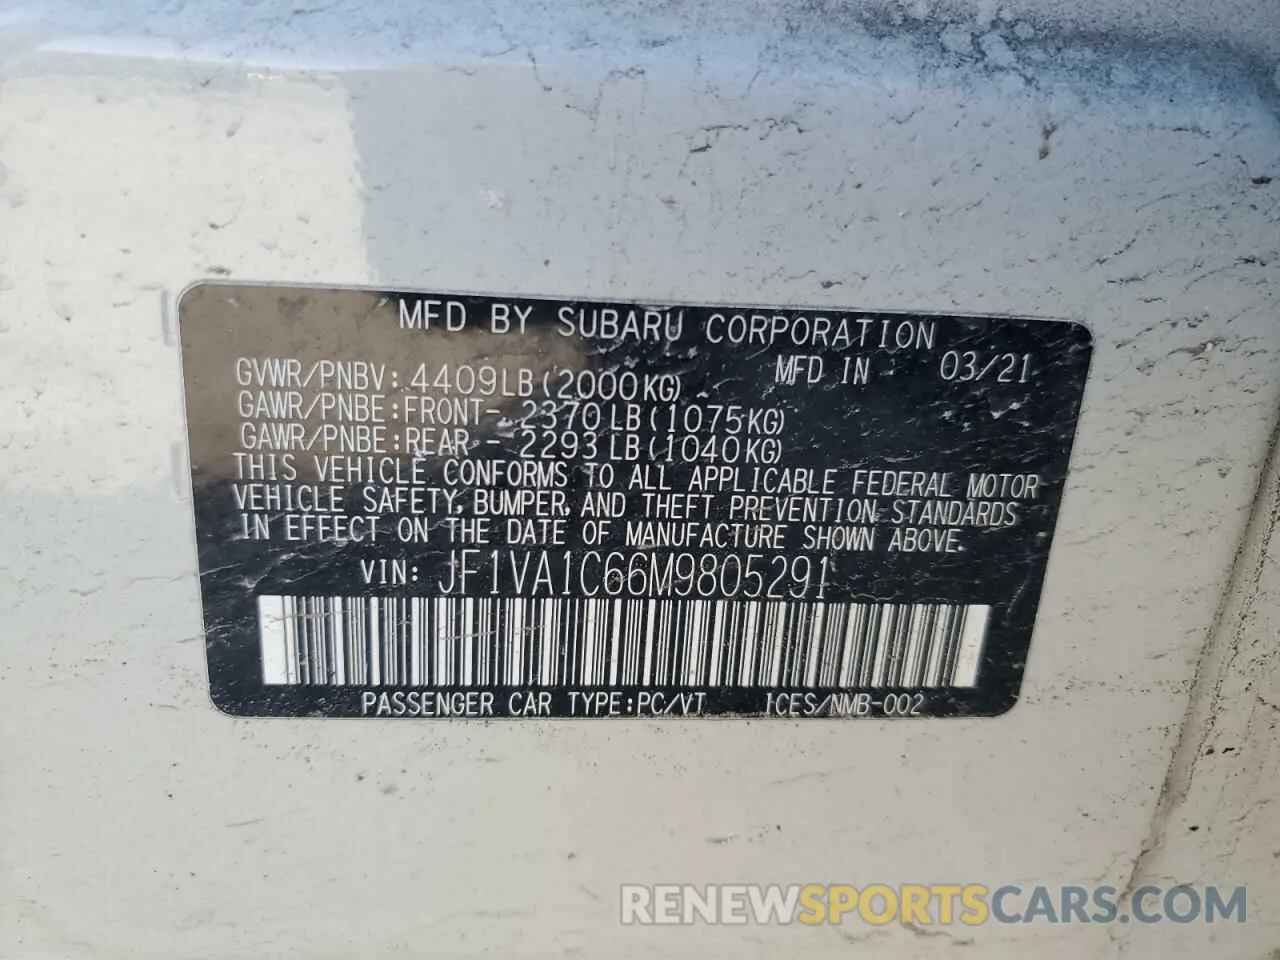 MFD BY SUBARU CORPORATION
GVWR/PNBV: 4409LB(2000KG) MFD IN 03/21
GAWR/PNBE:FRONT- 2370LB(1075KG)
GAWR/PNBE:REAR - 2293LB(1040KG)
THIS VEHICLE CONFORMS TO ALL APPLICABLE FEDERAL MOTOR
VEHICLE SAFETY, BUMPER, AND THEFT PREVENTION STANDARDS
IN EFFECT ON THE DATE OF MANUFACTURE SHOWN ABOVE.
VIN: JF1VA1C66M9805291
PASSENGER CAR TYPE:PC/VT ICES/NMB-002
RENEWSPORTSCARS.COM